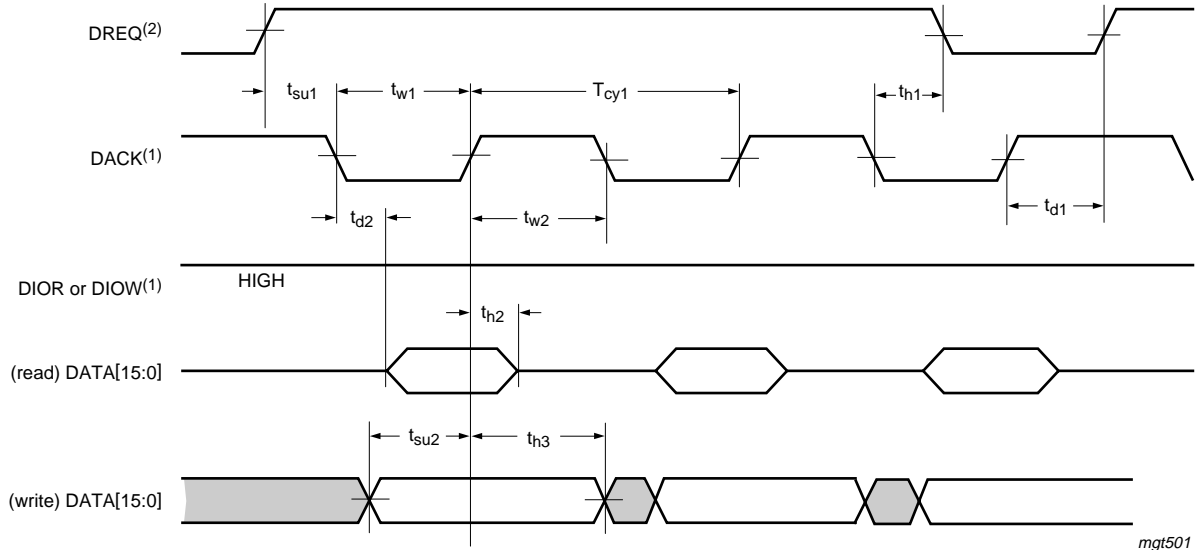 DREQ(2)
tsu1
tw1
Tcy1
th1
DACK(1)
td2
tw2
td1
DIOR or DIOW(1)
HIGH
th2
(read) DATA[15:0]
tsu2
th3
(write) DATA[15:0]
mgt501